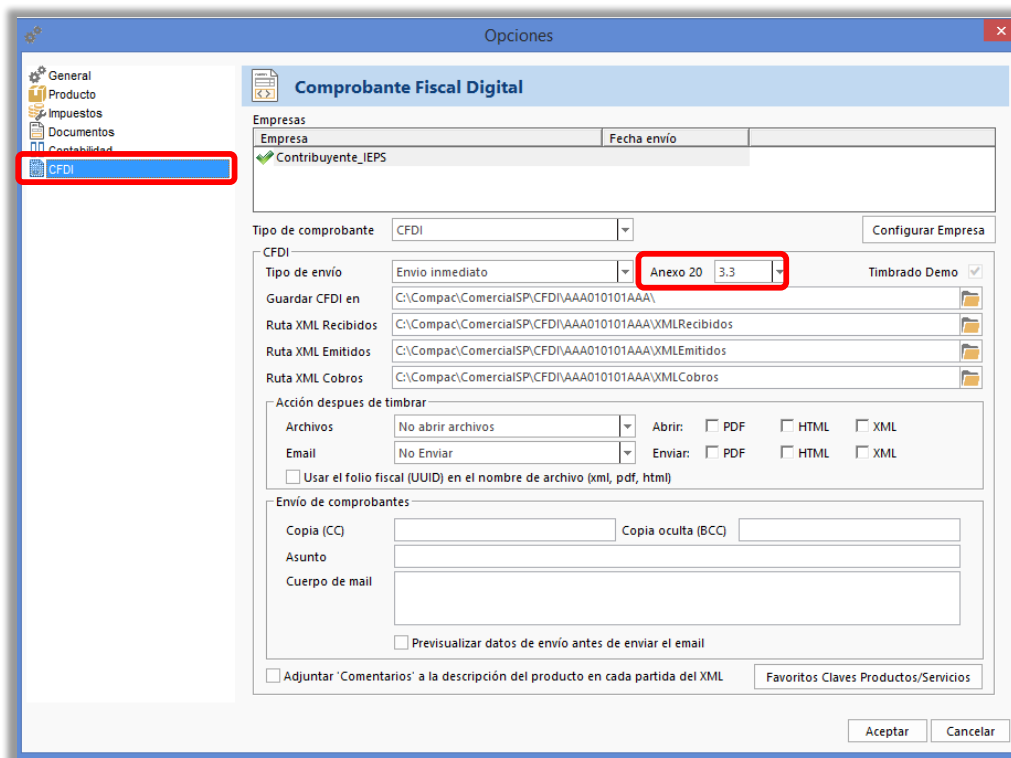 Opciones
General
Producto
Impuestos
Documentos
Contabilidad
CFDI
Comprobante Fiscal Digital
Empresas
Empresa Fecha envío
Contribuyente_IEPS
Tipo de comprobante CFDI Configurar Empresa
CFDI
Tipo de envío Envio inmediato Anexo 20 3.3 Timbrado Demo
Guardar CFDI en C:\Compac\ComercialSP\CFDI\AAA010101AAA\
Ruta XML Recibidos C:\Compac\ComercialSP\CFDI\AAA010101AAA\XMLRecibidos
Ruta XML Emitidos C:\Compac\ComercialSP\CFDI\AAA010101AAA\XMLEmitidos
Ruta XML Cobros C:\Compac\ComercialSP\CFDI\AAA010101AAA\XMLCobros
Acción despues de timbrar
Archivos No abrir archivos Abrir: PDF HTML XML
Email No Enviar Enviar: PDF HTML XML
Usar el folio fiscal (UUID) en el nombre de archivo (xml, pdf, html)
Envío de comprobantes
Copia (CC) Copia oculta (BCC)
Asunto
Cuerpo de mail
Previsualizar datos de envío antes de enviar el email
Adjuntar 'Comentarios' a la descripción del producto en cada partida del XML Favoritos Claves Productos/Servicios
Aceptar Cancelar